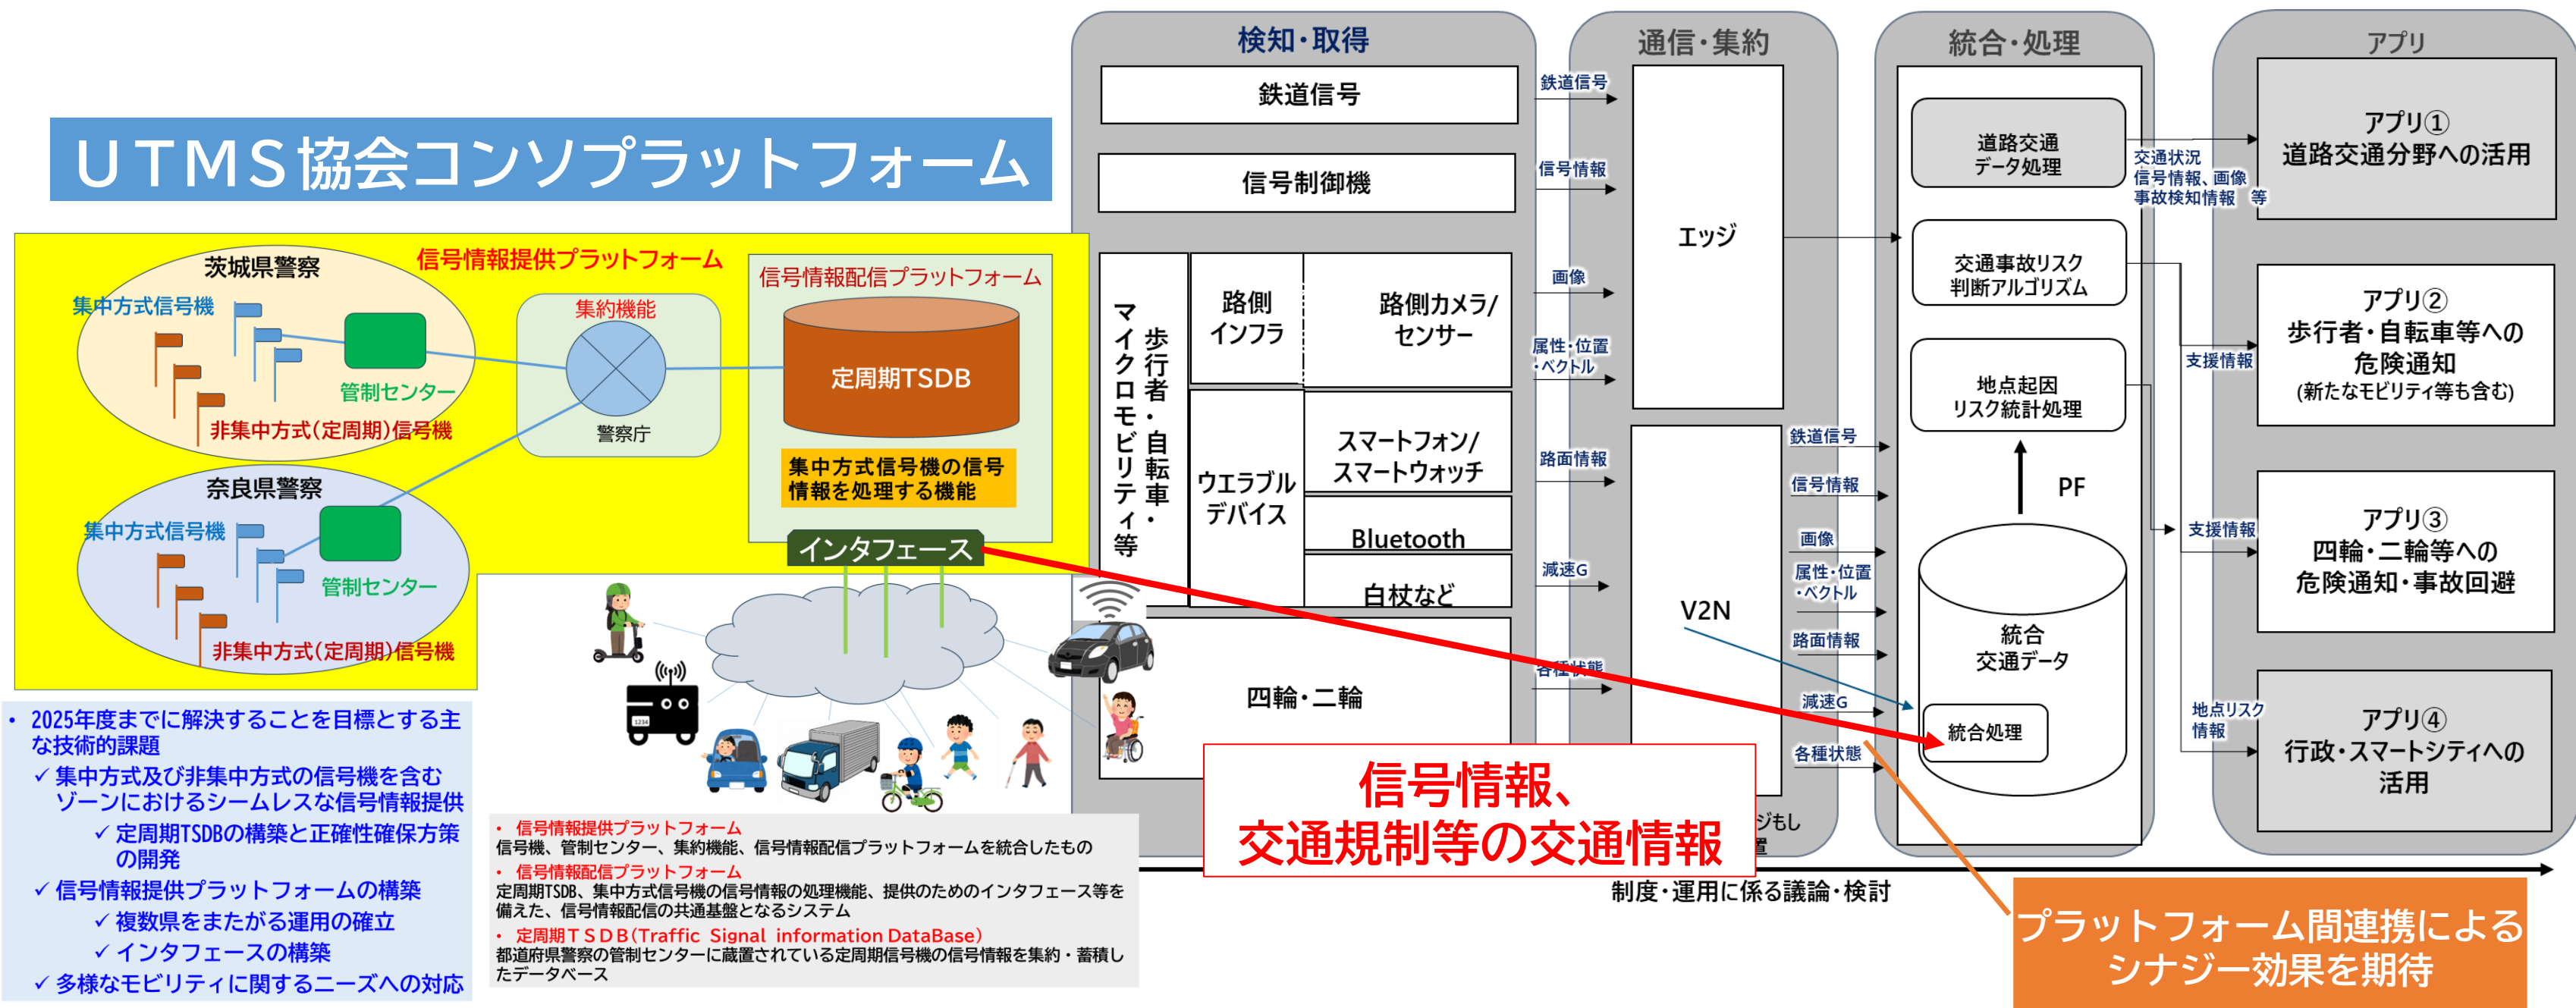 UTMS協会コンソプラットフォーム
信号情報提供プラットフォーム
茨城県警察
集中方式信号機
管制センター
非集中方式(定周期)信号機
奈良県警察
集中方式信号機
管制センター
非集中方式(定周期)信号機
集約機能
警察庁
信号情報配信プラットフォーム
定周期TSDB
集中方式信号機の信号
情報を処理する機能
インタフェース
1234
• 2025年度までに解決することを目標とする主
な技術的課題
✓ 集中方式及び非集中方式の信号機を含む
ゾーンにおけるシームレスな信号情報提供
✓ 定周期TSDBの構築と正確性確保方策
の開発
✓ 信号情報提供プラットフォームの構築
✓ 複数県をまたがる運用の確立
✓ インタフェースの構築
✓ 多様なモビリティに関するニーズへの対応
• 信号情報提供プラットフォーム
信号機、管制センター、集約機能、信号情報配信プラットフォームを統合したもの
• 信号情報配信プラットフォーム
定周期TSDB、集中方式信号機の信号情報の処理機能、提供のためのインタフェース等を
備えた、信号情報配信の共通基盤となるシステム
• 定周期TSDB(Traffic Signal information DataBase)
都道府県警察の管制センターに蔵置されている定周期信号機の信号情報を集約・蓄積し
たデータベース
検知・取得
鉄道信号
信号制御機
歩行者・自転車・
マイクロモビリティ等
路側
インフラ
路側カメラ/
センサー
ウエラブル
デバイス
スマートフォン/
スマートウォッチ
Bluetooth
白杖など
四輪・二輪
鉄道信号
信号情報
画像
属性・位置
・ベクトル
路面情報
減速G
各種状態
通信・集約
エッジ
V2N
ジもし
置
鉄道信号
信号情報
画像
属性・位置
・ベクトル
路面情報
減速G
各種状態
統合・処理
道路交通
データ処理
交通事故リスク
判断アルゴリズム
地点起因
リスク統計処理
PF
統合
交通データ
統合処理
交通状況
信号情報、画像
事故検知情報 等
支援情報
支援情報
地点リスク
情報
アプリ
アプリ①
道路交通分野への活用
アプリ②
歩行者・自転車等への
危険通知
(新たなモビリティ等も含む)
アプリ③
四輪・二輪等への
危険通知・事故回避
アプリ④
行政・スマートシティへの
活用
信号情報、
交通規制等の交通情報
制度・運用に係る議論・検討
プラットフォーム間連携による
シナジー効果を期待